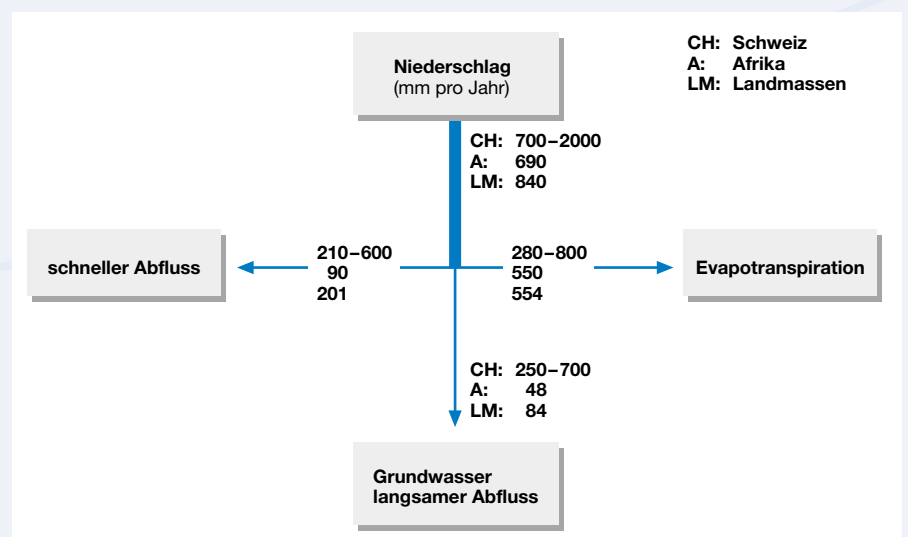 Niederschlag
(mm pro Jahr)
CH: Schweiz
A: Afrika
LM: Landmassen
CH: 700–2000
A: 690
LM: 840
schneller Abfluss
210–600
90
201
280–800
550
554
Evapotranspiration
CH: 250–700
A: 48
LM: 84
Grundwasser
langsamer Abfluss